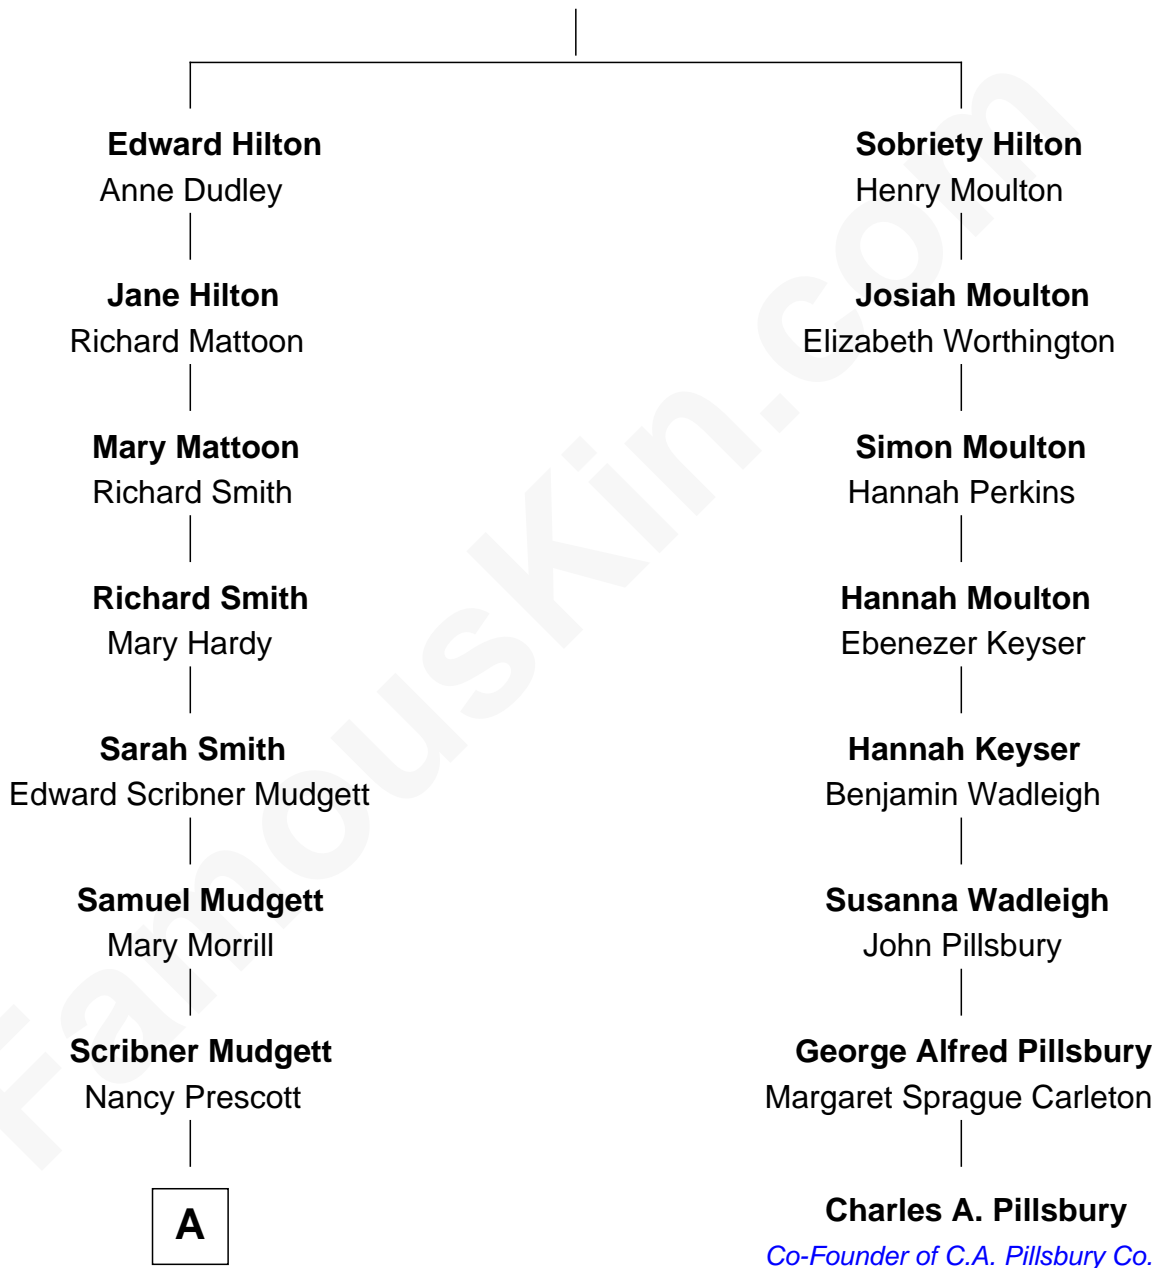 Edward Hilton
Anne Dudley
Sobriety Hilton
Henry Moulton
Jane Hilton
Richard Mattoon
Josiah Moulton
Elizabeth Worthington
Mary Mattoon
Richard Smith
Simon Moulton
Hannah Perkins
Richard Smith
Mary Hardy
Hannah Moulton
Ebenezer Keyser
Sarah Smith
Edward Scribner Mudgett
Hannah Keyser
Benjamin Wadleigh
Samuel Mudgett
Mary Morrill
Susanna Wadleigh
John Pillsbury
Scribner Mudgett
Nancy Prescott
George Alfred Pillsbury
Margaret Sprague Carleton
A
Charles A. Pillsbury
Co-Founder of C.A. Pillsbury Co.
FamousKin.com